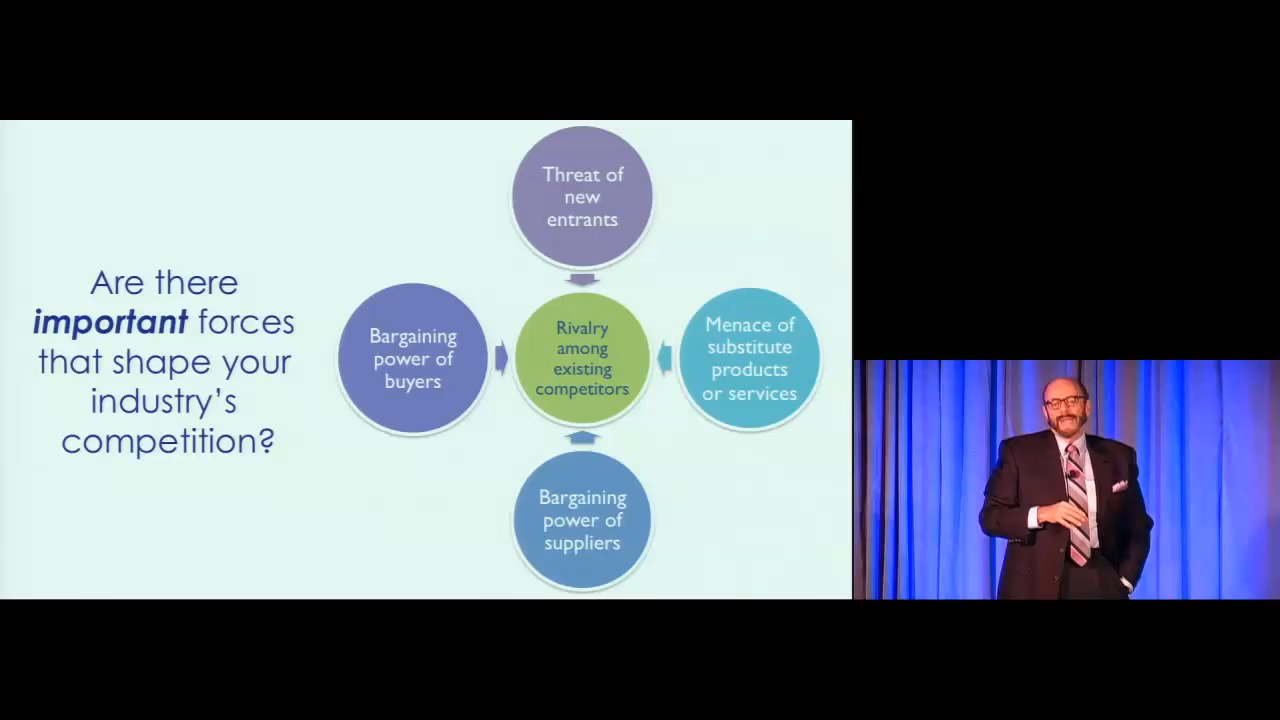 Are there
important forces
that shape your
industry's
competition?
Threat of
new
entrants
Bargaining
power of
buyers
Rivalry
among
existing
competitors
Menace of
substitute
products
or services
Bargaining
power of
suppliers